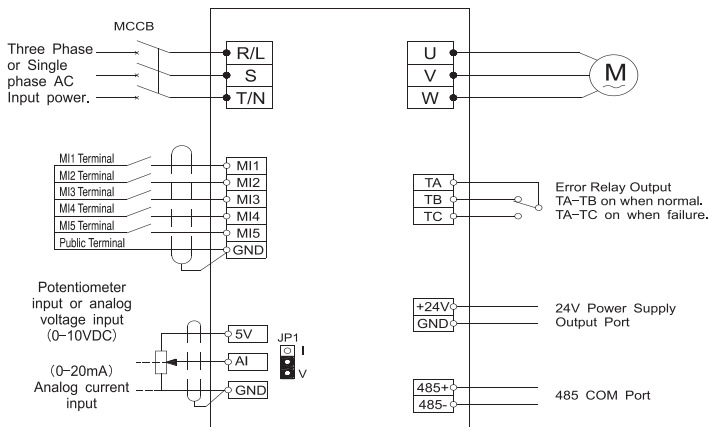 MCCB
Three Phase
or Single
phase AC
Input power.
R/L
S
T/N
U
V
W
M
MI1 Terminal
MI2 Terminal
MI3 Terminal
MI4 Terminal
MI5 Terminal
Public Terminal
MI1
MI2
MI3
MI4
MI5
GND
TA
TB
TC
Error Relay Output
TA-TB on when normal.
TA-TC on when failure.
Potentiometer
input or analog
voltage input
(0-10VDC)
(0-20mA)
Analog current
input
5V
AI
GND
JP1
I
V
+24V
GND
24V Power Supply
Output Port
485+
485-
485 COM Port